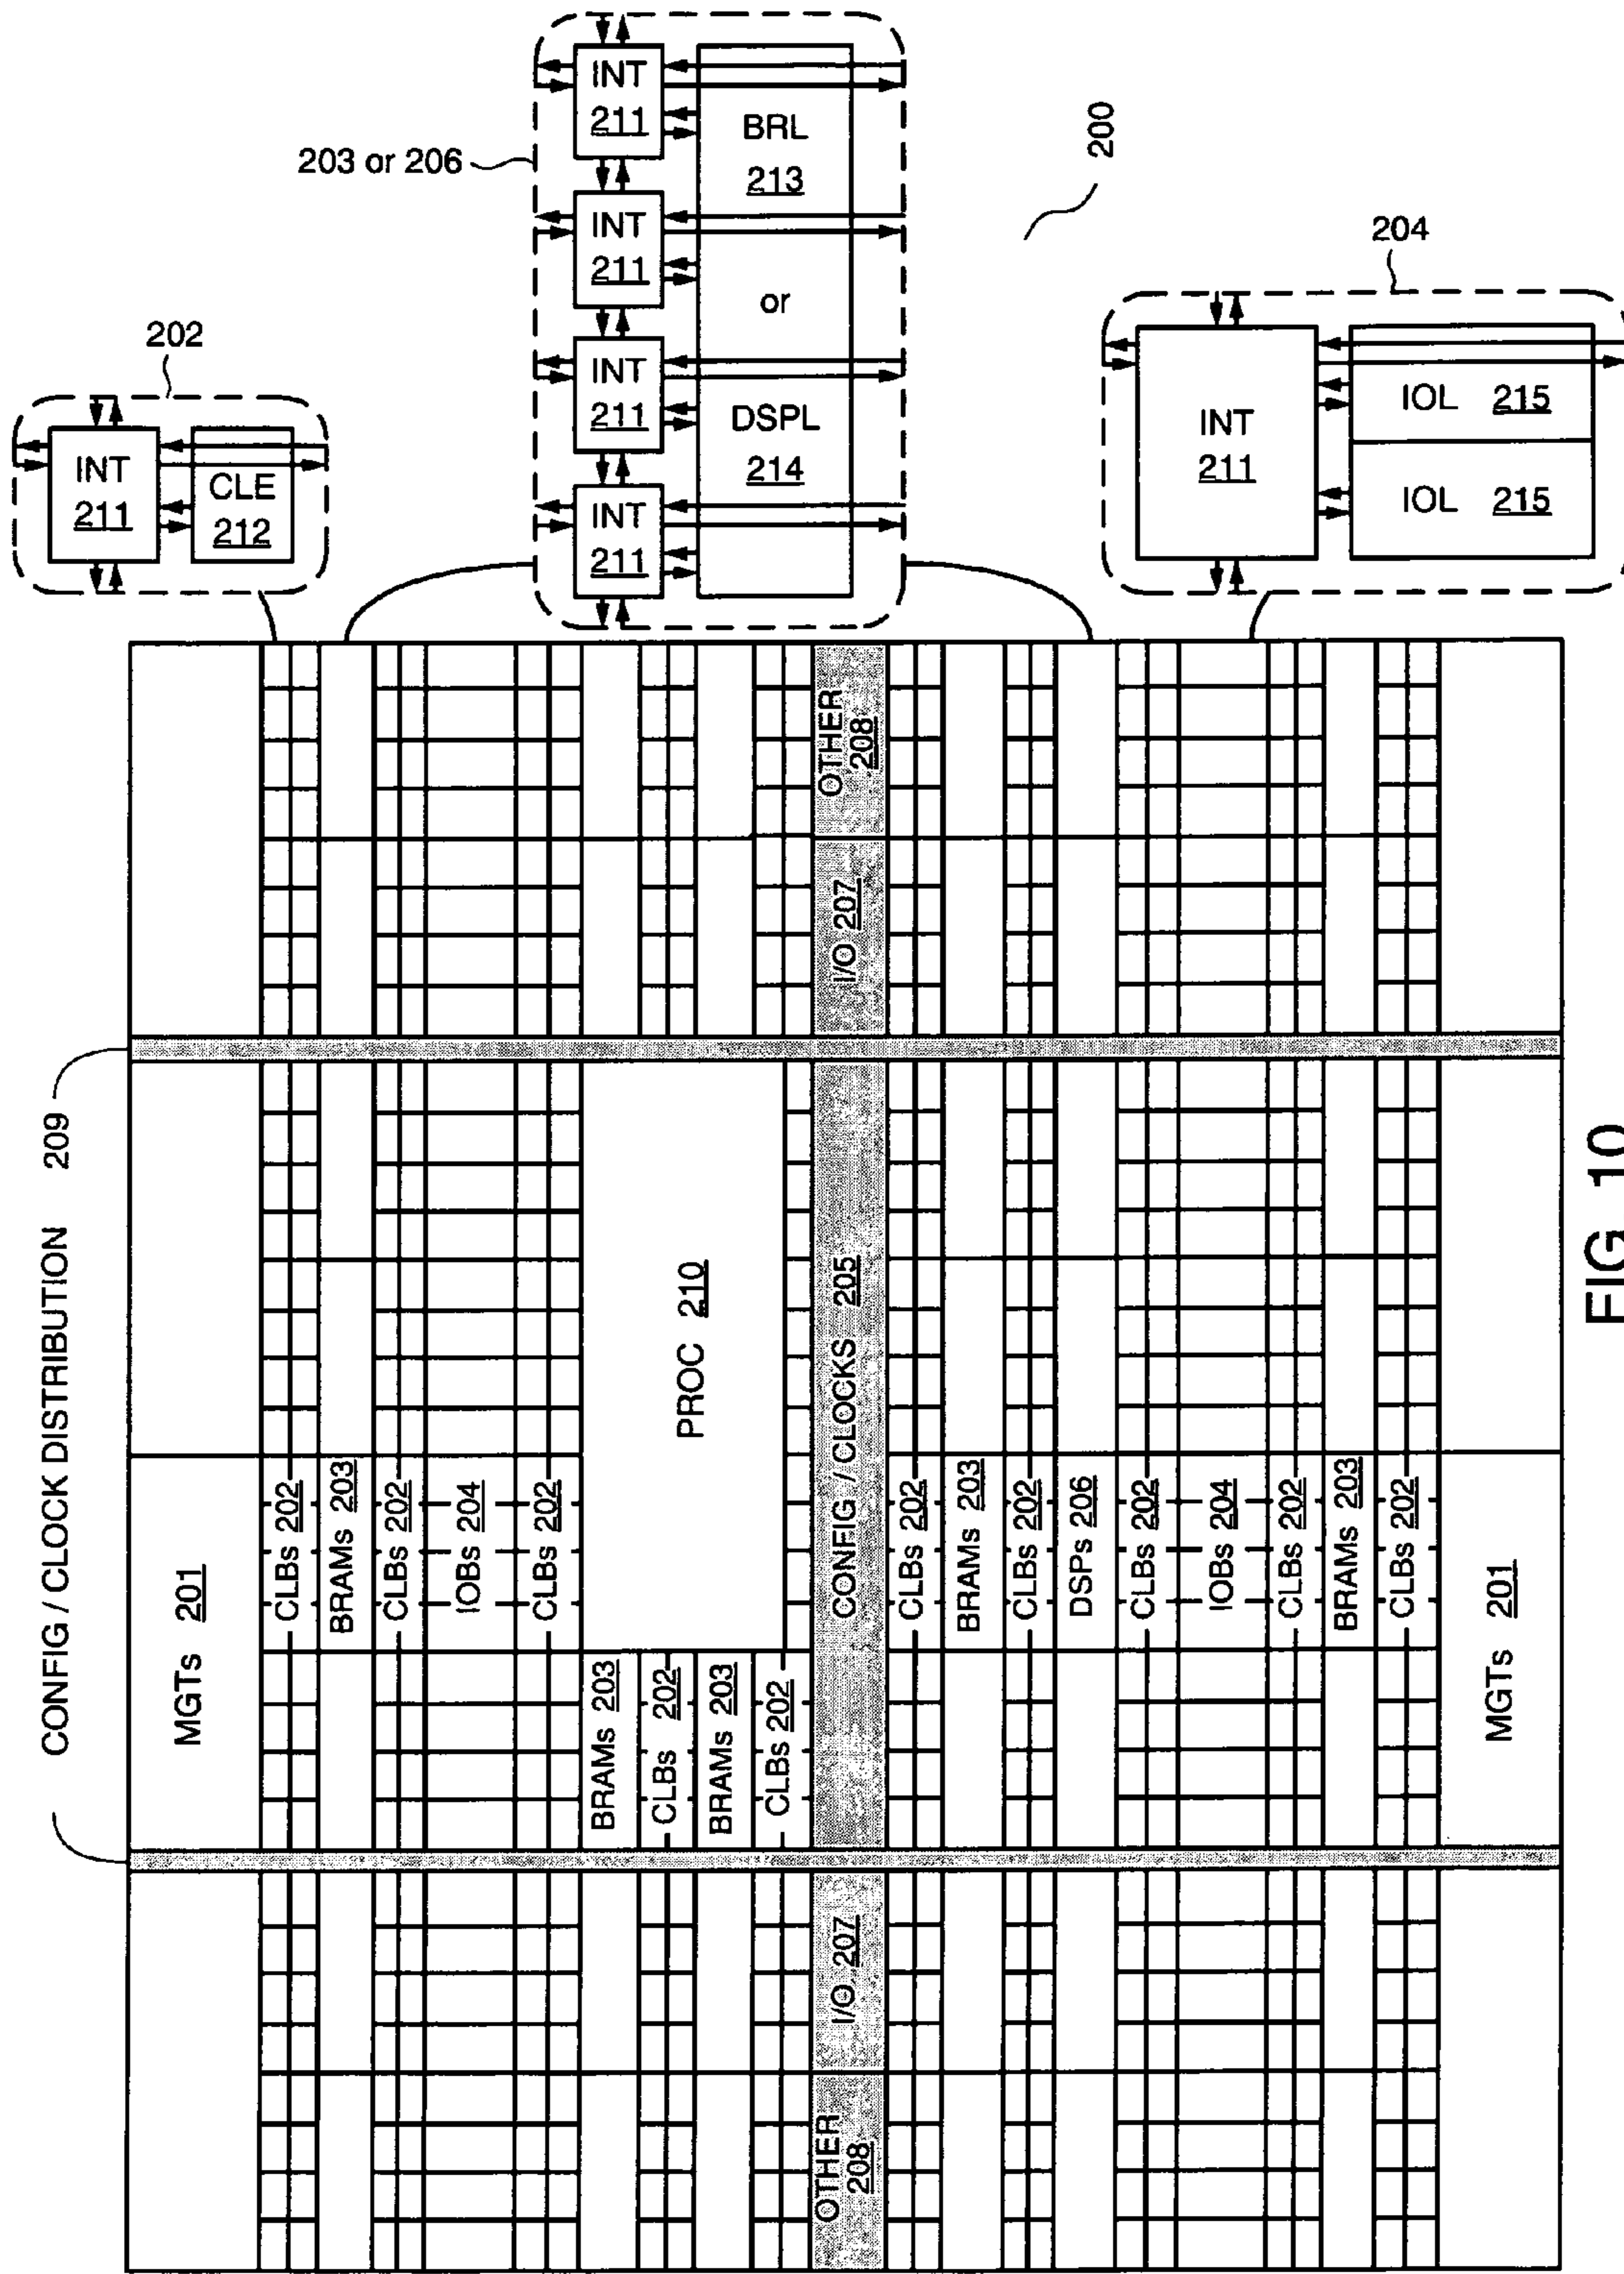 202
INT
211
CLE
212
203 or 206
INT
211
INT
211
INT
211
INT
211
BRL
213
or
DSPL
214
200
204
INT
211
IOL 215
IOL 215
CONFIG / CLOCK DISTRIBUTION 209
OTHER
208
I/O 207
PROC 210
CONFIG / CLOCKS 205
MGTs 201
CLBs 202
BRAMs 203
CLBs 202
IOBs 204
CLBs 202
BRAMs 203
CLBs 202
BRAMs 203
CLBs 202
CLBs 202
BRAMs 203
CLBs 202
DSPs 206
CLBs 202
IOBs 204
CLBs 202
BRAMs 203
CLBs 202
MGTs 201
I/O 207
OTHER
208
FIG 10